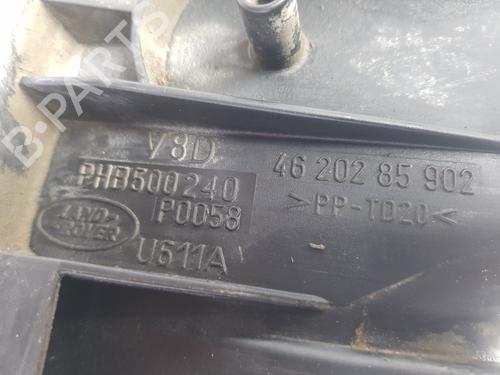 B-PARTS
V8D
PHB500240
P0058
LAND-
ROVER
U611A
46 202 85 902
>PP-TD20<